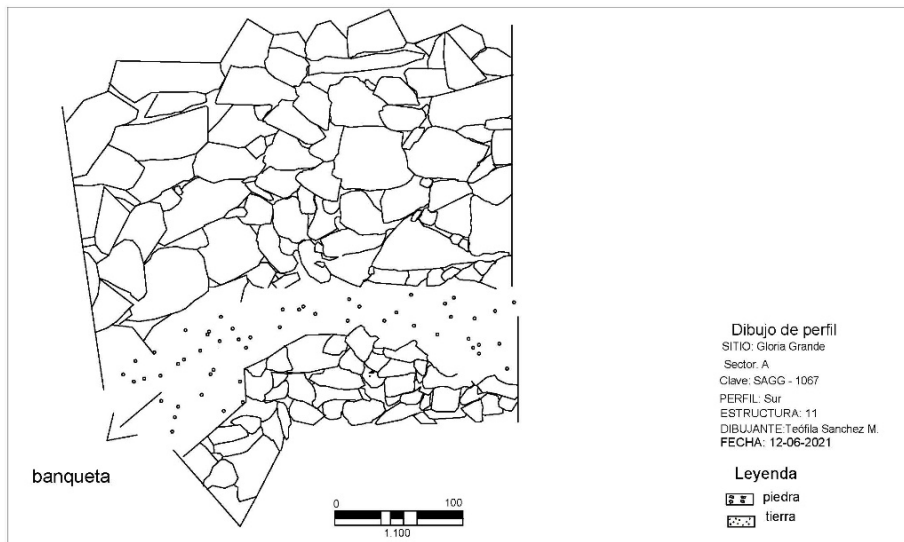 Dibujo de perfil
SITIO: Gloria Grande
Sector. A
Clave: SAGG - 1067
PERFIL: Sur
ESTRUCTURA: 11
DIBUJANTE:Teófila Sanchez M.
FECHA: 12-06-2021
banqueta
Leyenda
piedra
tierra
0 100
1.100